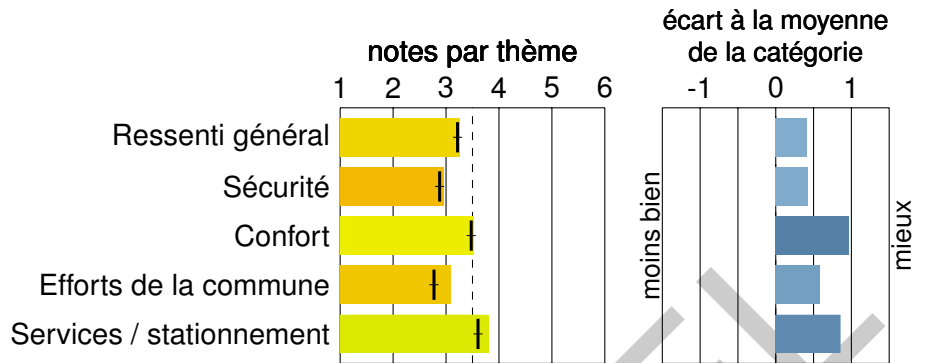 notes par thème
écart à la moyenne
de la catégorie
1 2 3 4 5 6
-1 0 1
Ressenti général
Sécurité
Confort
Efforts de la commune
Services / stationnement
moins bien
mieux